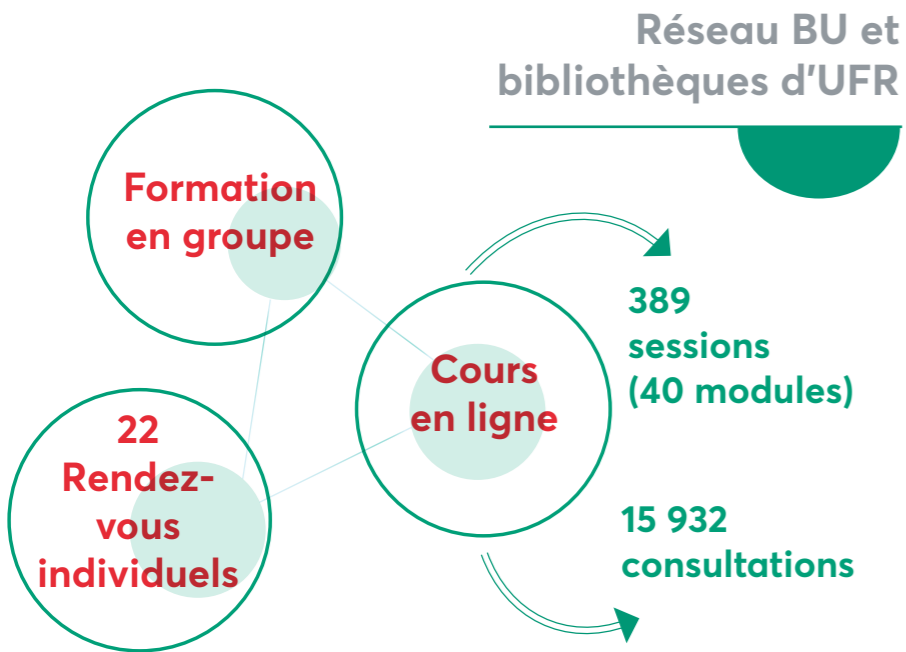 Réseau BU et
bibliothèques d'UFR
Formation
en groupe
389
sessions
(40 modules)
Cours
en ligne
22
Rendez-
vous
individuels
15 932
consultations